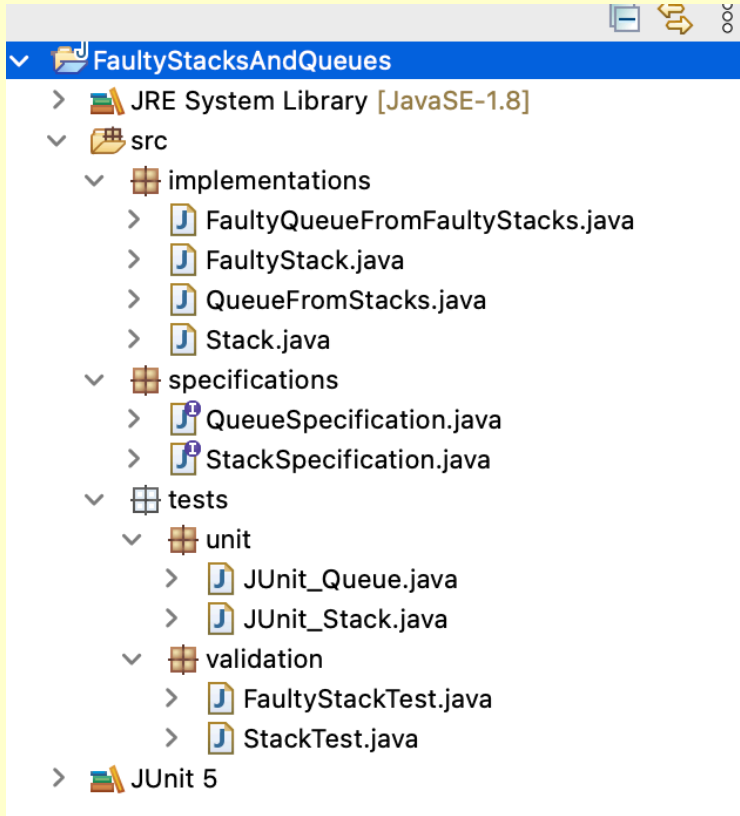 FaultyStacksAndQueues
JRE System Library [JavaSE-1.8]
src
implementations
FaultyQueueFromFaultyStacks.java
FaultyStack.java
QueueFromStacks.java
Stack.java
specifications
QueueSpecification.java
StackSpecification.java
tests
unit
JUnit_Queue.java
JUnit_Stack.java
validation
FaultyStackTest.java
StackTest.java
JUnit 5